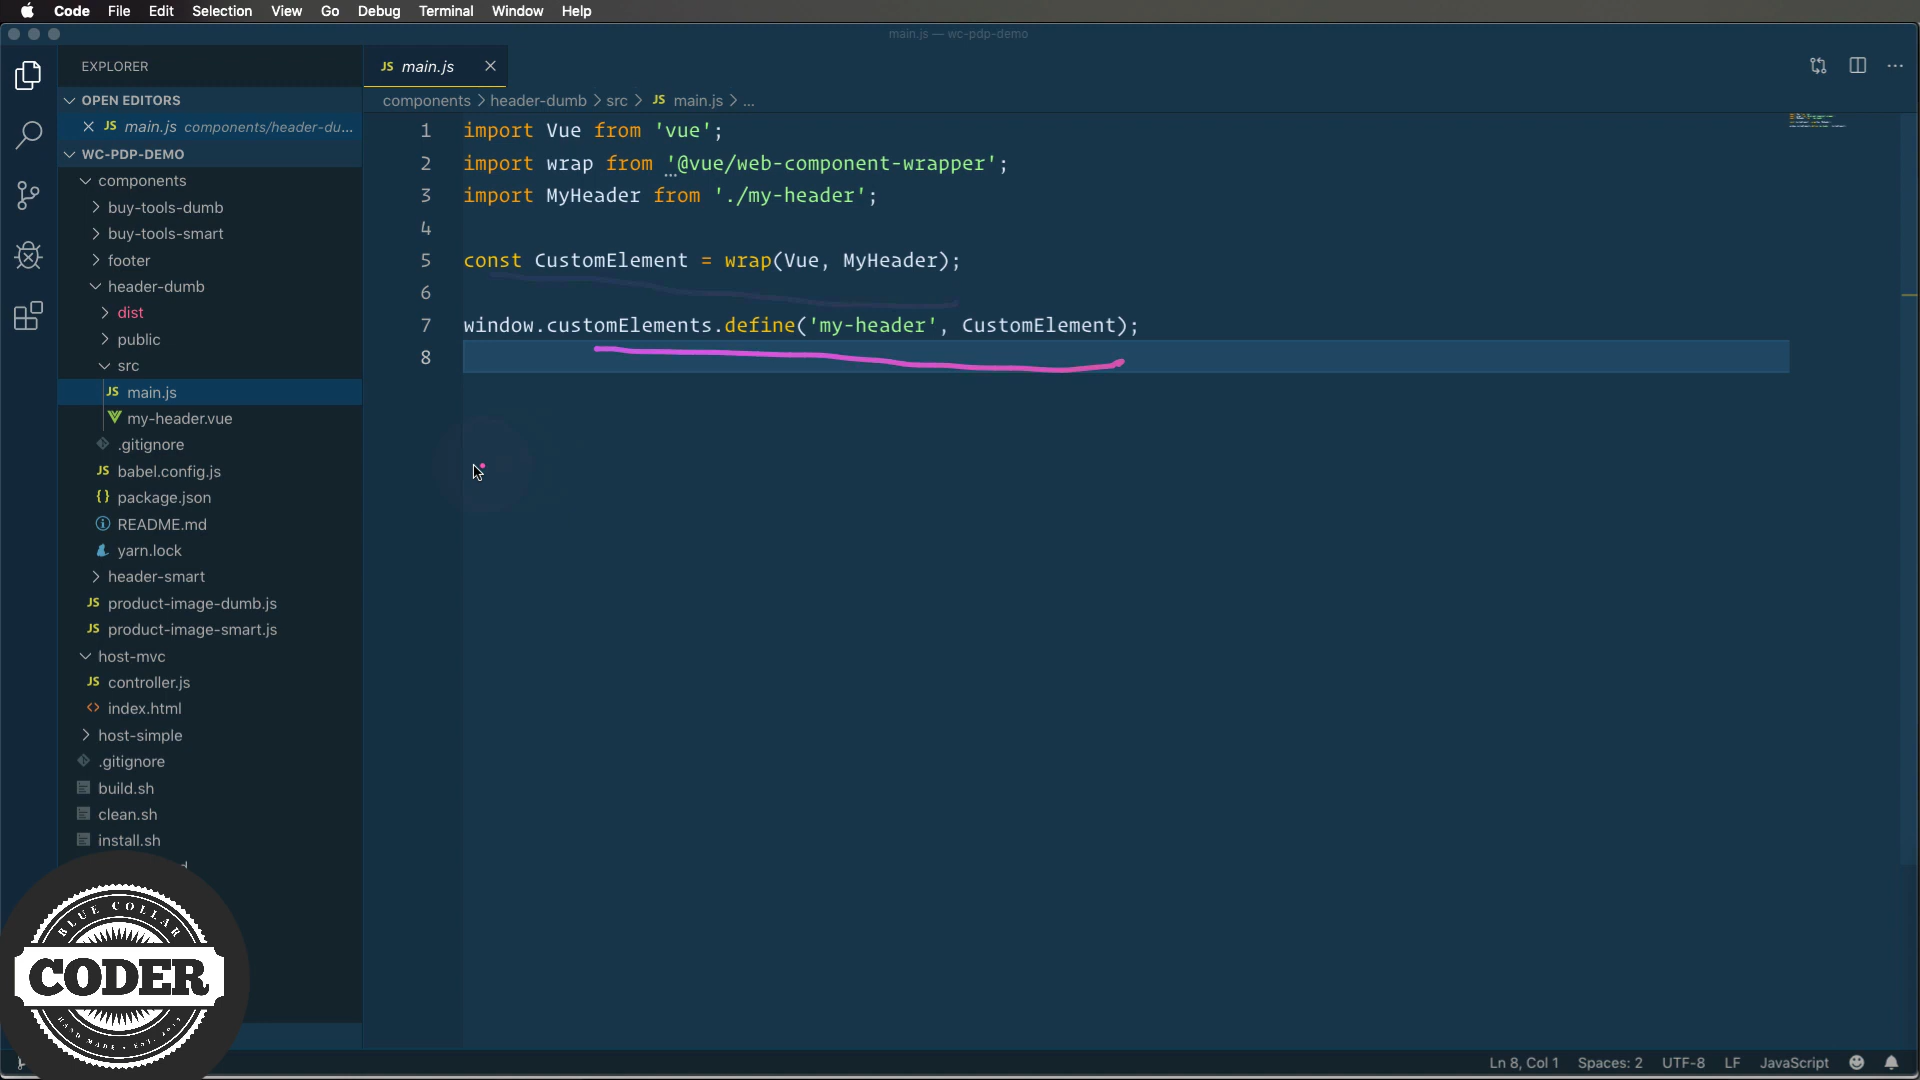 Code File Edit Selection View Go Debug Terminal Window Help
main.js — wc-pdp-demo
EXPLORER
OPEN EDITORS
JS main.js components/header-du...
WC-PDP-DEMO
components
buy-tools-dumb
buy-tools-smart
footer
header-dumb
dist
public
src
JS main.js
my-header.vue
.gitignore
JS babel.config.js
{} package.json
README.md
yarn.lock
header-smart
JS product-image-dumb.js
JS product-image-smart.js
host-mvc
JS controller.js
<> index.html
host-simple
.gitignore
build.sh
clean.sh
install.sh
JS main.js
components > header-dumb > src > JS main.js > ...
1 import Vue from 'vue';
2 import wrap from '@vue/web-component-wrapper';
3 import MyHeader from './my-header';
4
5 const CustomElement = wrap(Vue, MyHeader);
6
7 window.customElements.define('my-header', CustomElement);
8
BLUE COLLAR
CODER
HAND MADE • EST.
Ln 8, Col 1 Spaces: 2 UTF-8 LF JavaScript